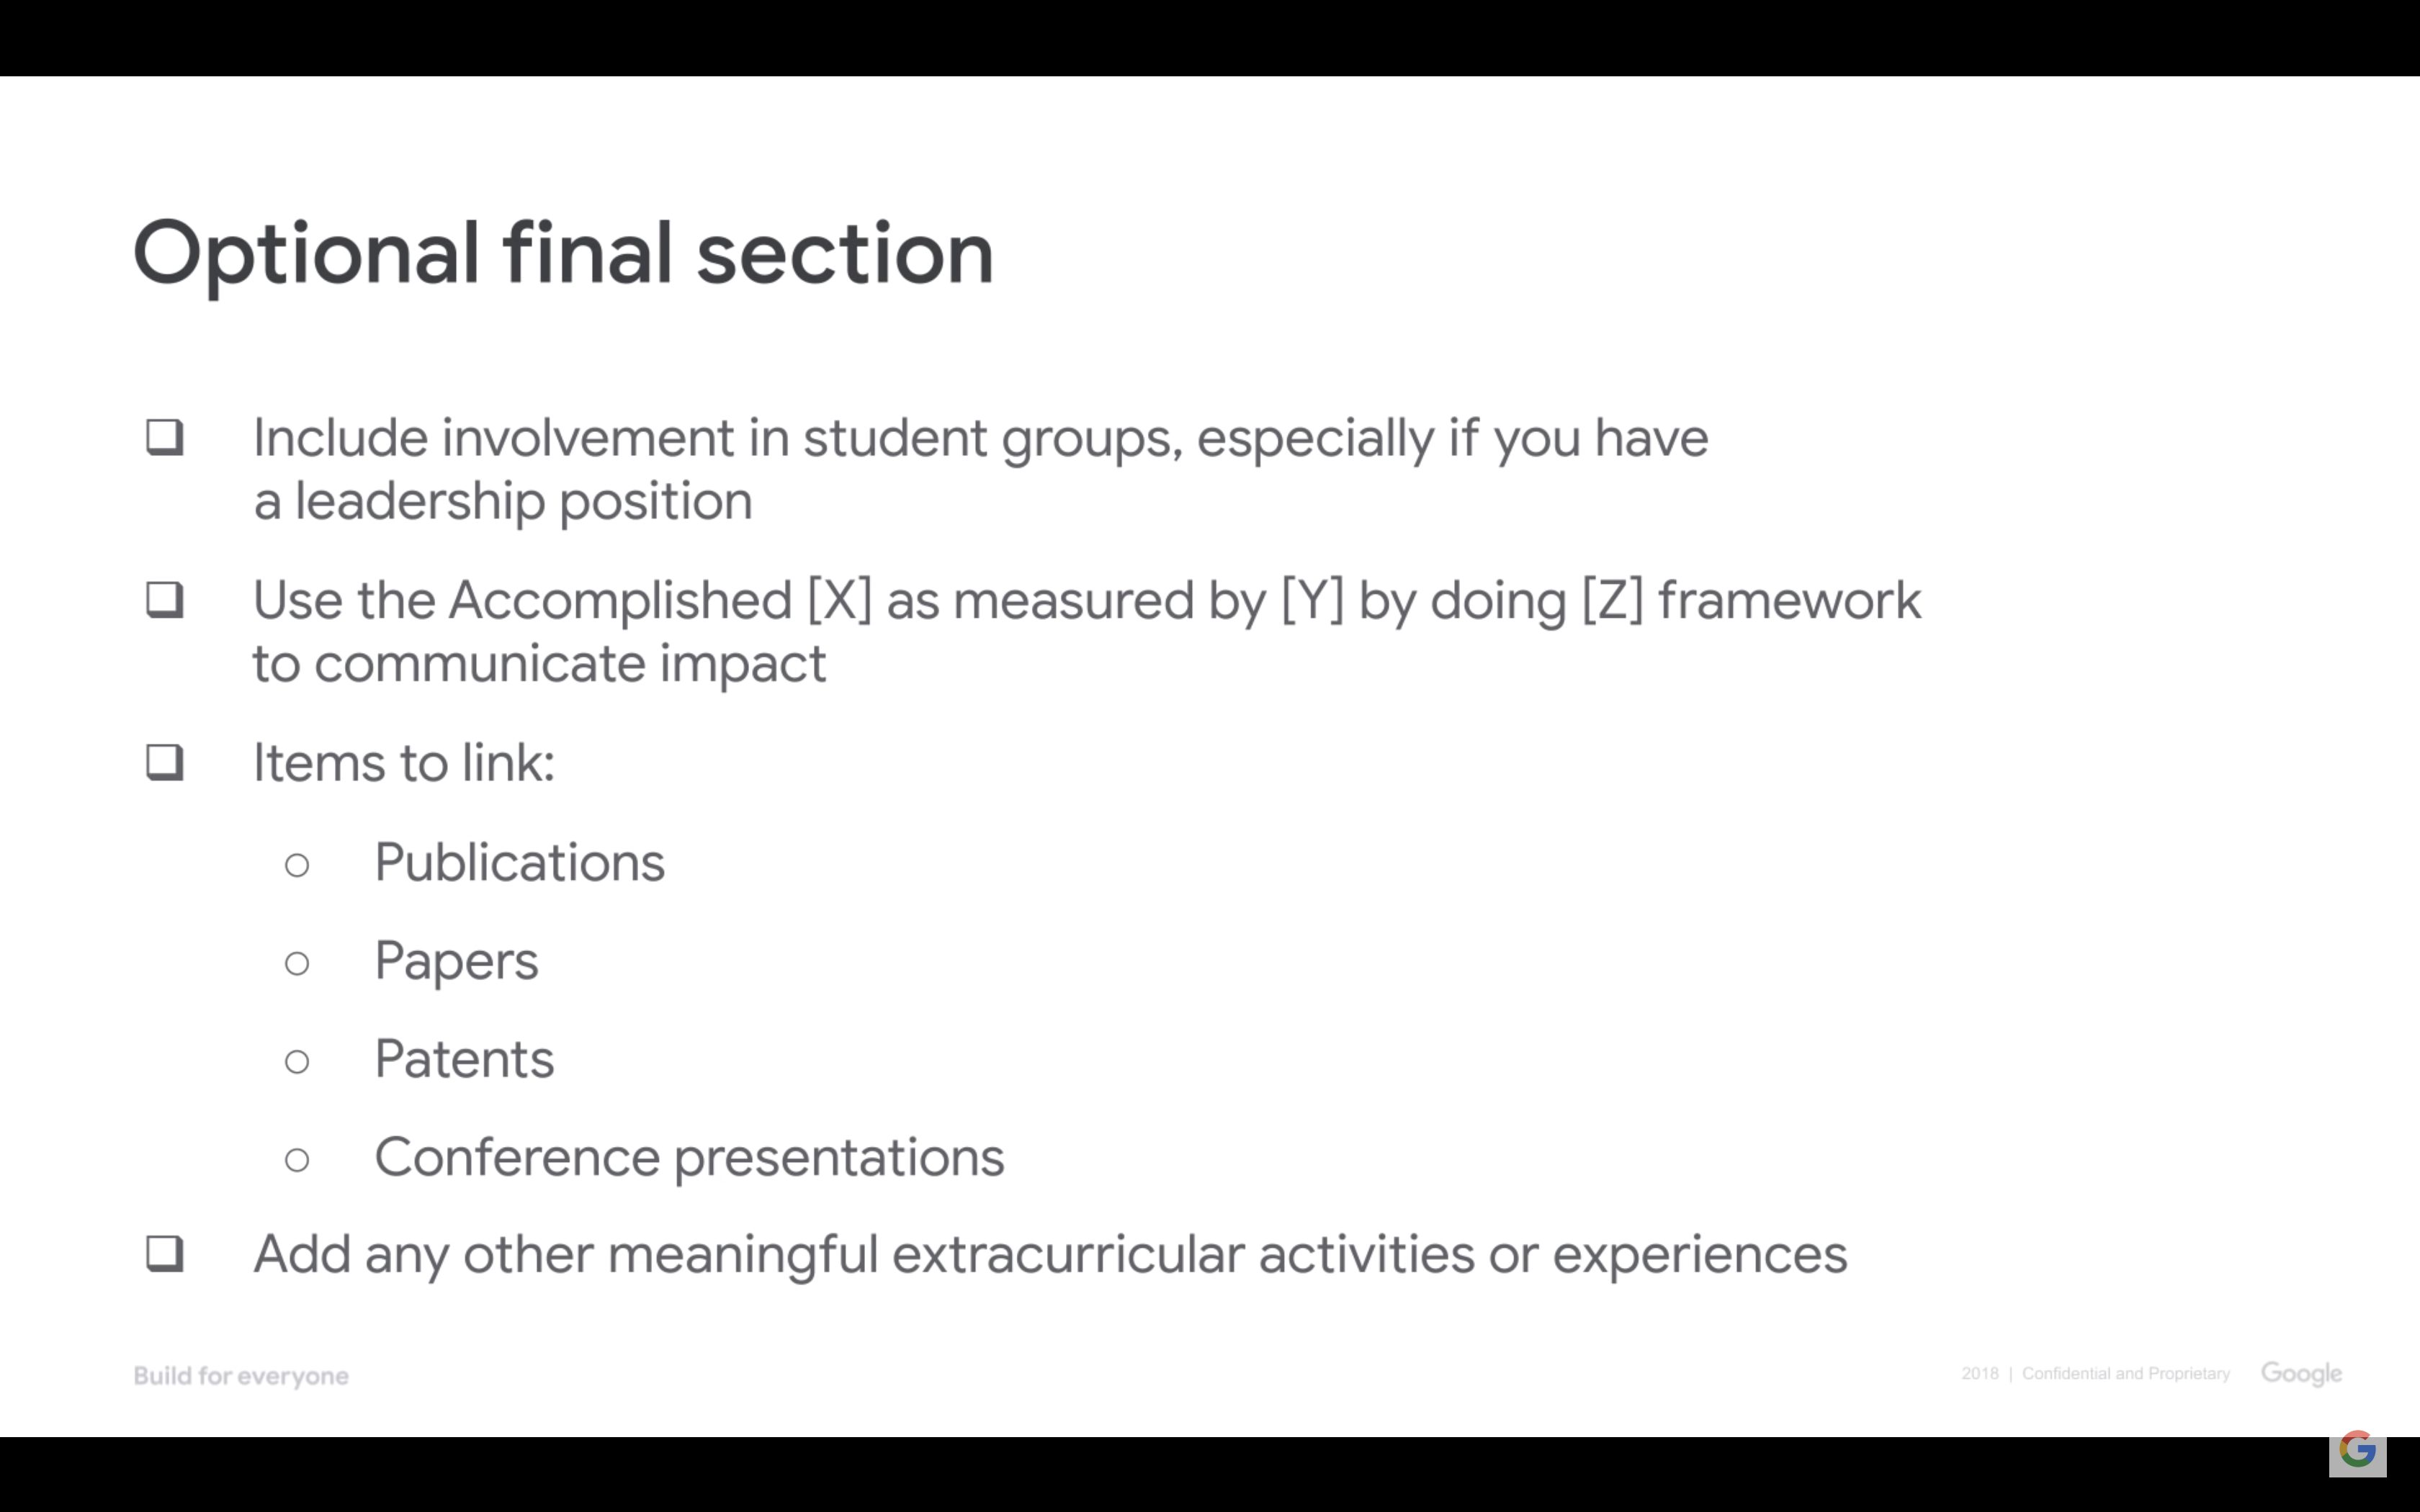 Optional final section
❑ Include involvement in student groups, especially if you have
a leadership position
❑ Use the Accomplished [X] as measured by [Y] by doing [Z] framework
to communicate impact
❑ Items to link:
○ Publications
○ Papers
○ Patents
○ Conference presentations
❑ Add any other meaningful extracurricular activities or experiences
Build for everyone
2018 | Confidential and Proprietary Google
G